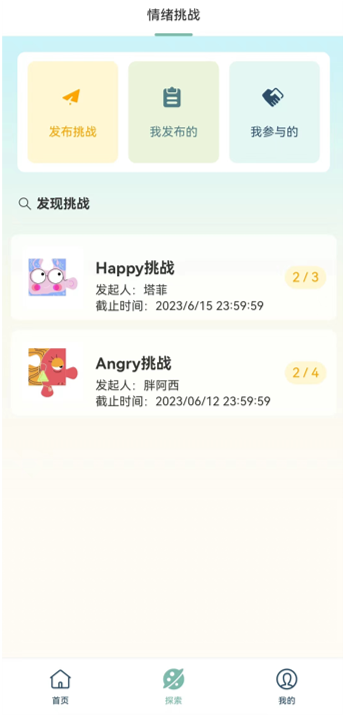 情绪挑战
发布挑战
我发布的
我参与的
发现挑战
Happy挑战
发起人：塔菲
截止时间：2023/6/15 23:59:59
2 / 3
Angry挑战
发起人：胖阿西
截止时间：2023/06/12 23:59:59
2 / 4
首页
探索
我的